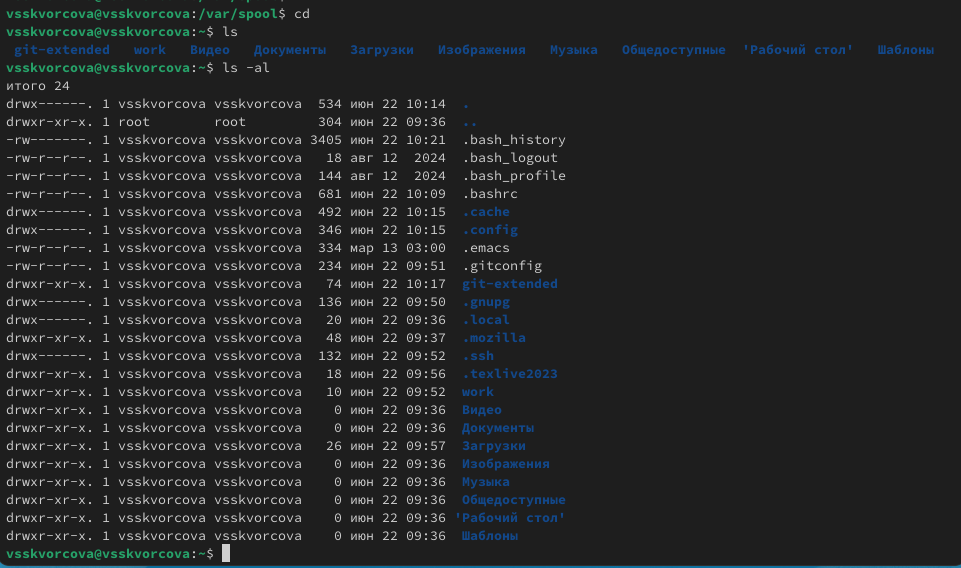 vsskvorcova@vsskvorcova:/var/spool$ cd
vsskvorcova@vsskvorcova:~$ ls
git-extended work Видео Документы Загрузки Изображения Музыка Общедоступные 'Рабочий стол' Шаблоны
vsskvorcova@vsskvorcova:~$ ls -al
итого 24
drwx------. 1 vsskvorcova vsskvorcova 534 июн 22 10:14 .
drwxr-xr-x. 1 root root 304 июн 22 09:36 ..
-rw-------. 1 vsskvorcova vsskvorcova 3405 июн 22 10:21 .bash_history
-rw-r--r--. 1 vsskvorcova vsskvorcova 18 авг 12 2024 .bash_logout
-rw-r--r--. 1 vsskvorcova vsskvorcova 144 авг 12 2024 .bash_profile
-rw-r--r--. 1 vsskvorcova vsskvorcova 681 июн 22 10:09 .bashrc
drwx------. 1 vsskvorcova vsskvorcova 492 июн 22 10:15 .cache
drwx------. 1 vsskvorcova vsskvorcova 346 июн 22 10:15 .config
-rw-r--r--. 1 vsskvorcova vsskvorcova 334 мар 13 03:00 .emacs
-rw-r--r--. 1 vsskvorcova vsskvorcova 234 июн 22 09:51 .gitconfig
drwxr-xr-x. 1 vsskvorcova vsskvorcova 74 июн 22 10:17 git-extended
drwx------. 1 vsskvorcova vsskvorcova 136 июн 22 09:50 .gnupg
drwx------. 1 vsskvorcova vsskvorcova 20 июн 22 09:36 .local
drwxr-xr-x. 1 vsskvorcova vsskvorcova 48 июн 22 09:37 .mozilla
drwx------. 1 vsskvorcova vsskvorcova 132 июн 22 09:52 .ssh
drwxr-xr-x. 1 vsskvorcova vsskvorcova 18 июн 22 09:56 .texlive2023
drwxr-xr-x. 1 vsskvorcova vsskvorcova 10 июн 22 09:52 work
drwxr-xr-x. 1 vsskvorcova vsskvorcova 0 июн 22 09:36 Видео
drwxr-xr-x. 1 vsskvorcova vsskvorcova 0 июн 22 09:36 Документы
drwxr-xr-x. 1 vsskvorcova vsskvorcova 26 июн 22 09:57 Загрузки
drwxr-xr-x. 1 vsskvorcova vsskvorcova 0 июн 22 09:36 Изображения
drwxr-xr-x. 1 vsskvorcova vsskvorcova 0 июн 22 09:36 Музыка
drwxr-xr-x. 1 vsskvorcova vsskvorcova 0 июн 22 09:36 Общедоступные
drwxr-xr-x. 1 vsskvorcova vsskvorcova 0 июн 22 09:36 'Рабочий стол'
drwxr-xr-x. 1 vsskvorcova vsskvorcova 0 июн 22 09:36 Шаблоны
vsskvorcova@vsskvorcova:~$